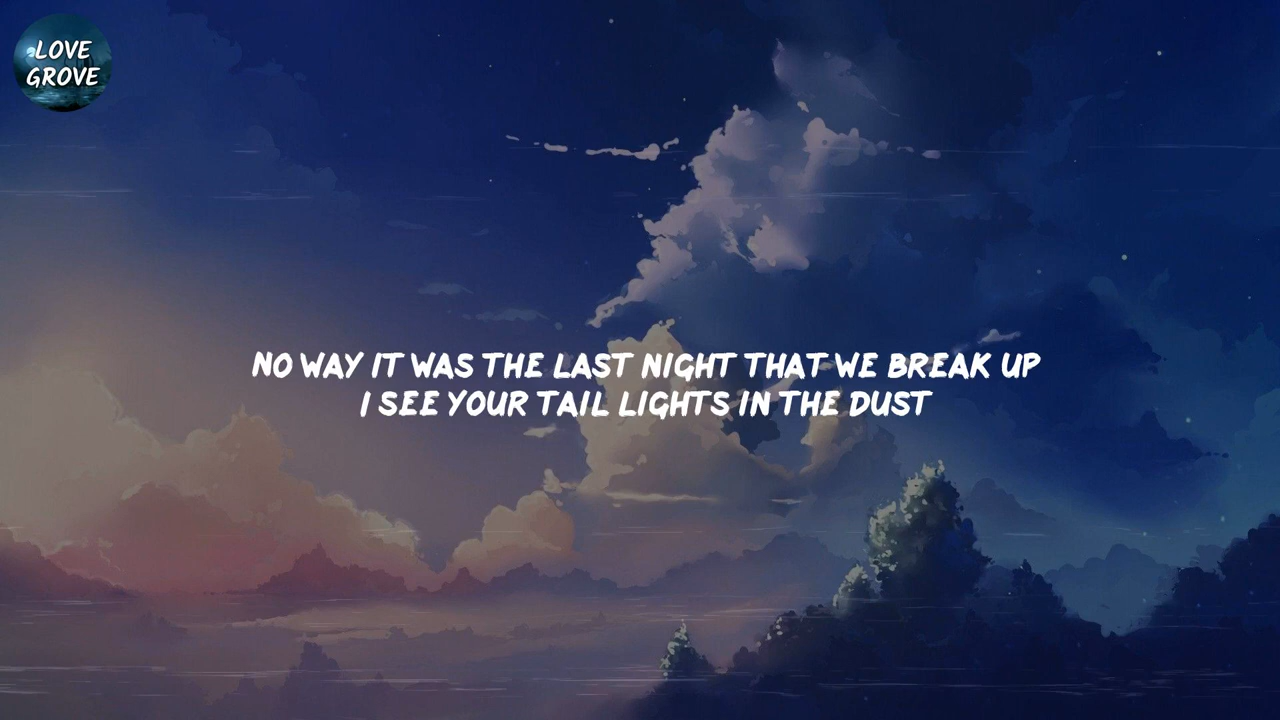 LOVE
GROVE
NO WAY IT WAS THE LAST NIGHT THAT WE BREAK UP
I SEE YOUR TAIL LIGHTS IN THE DUST